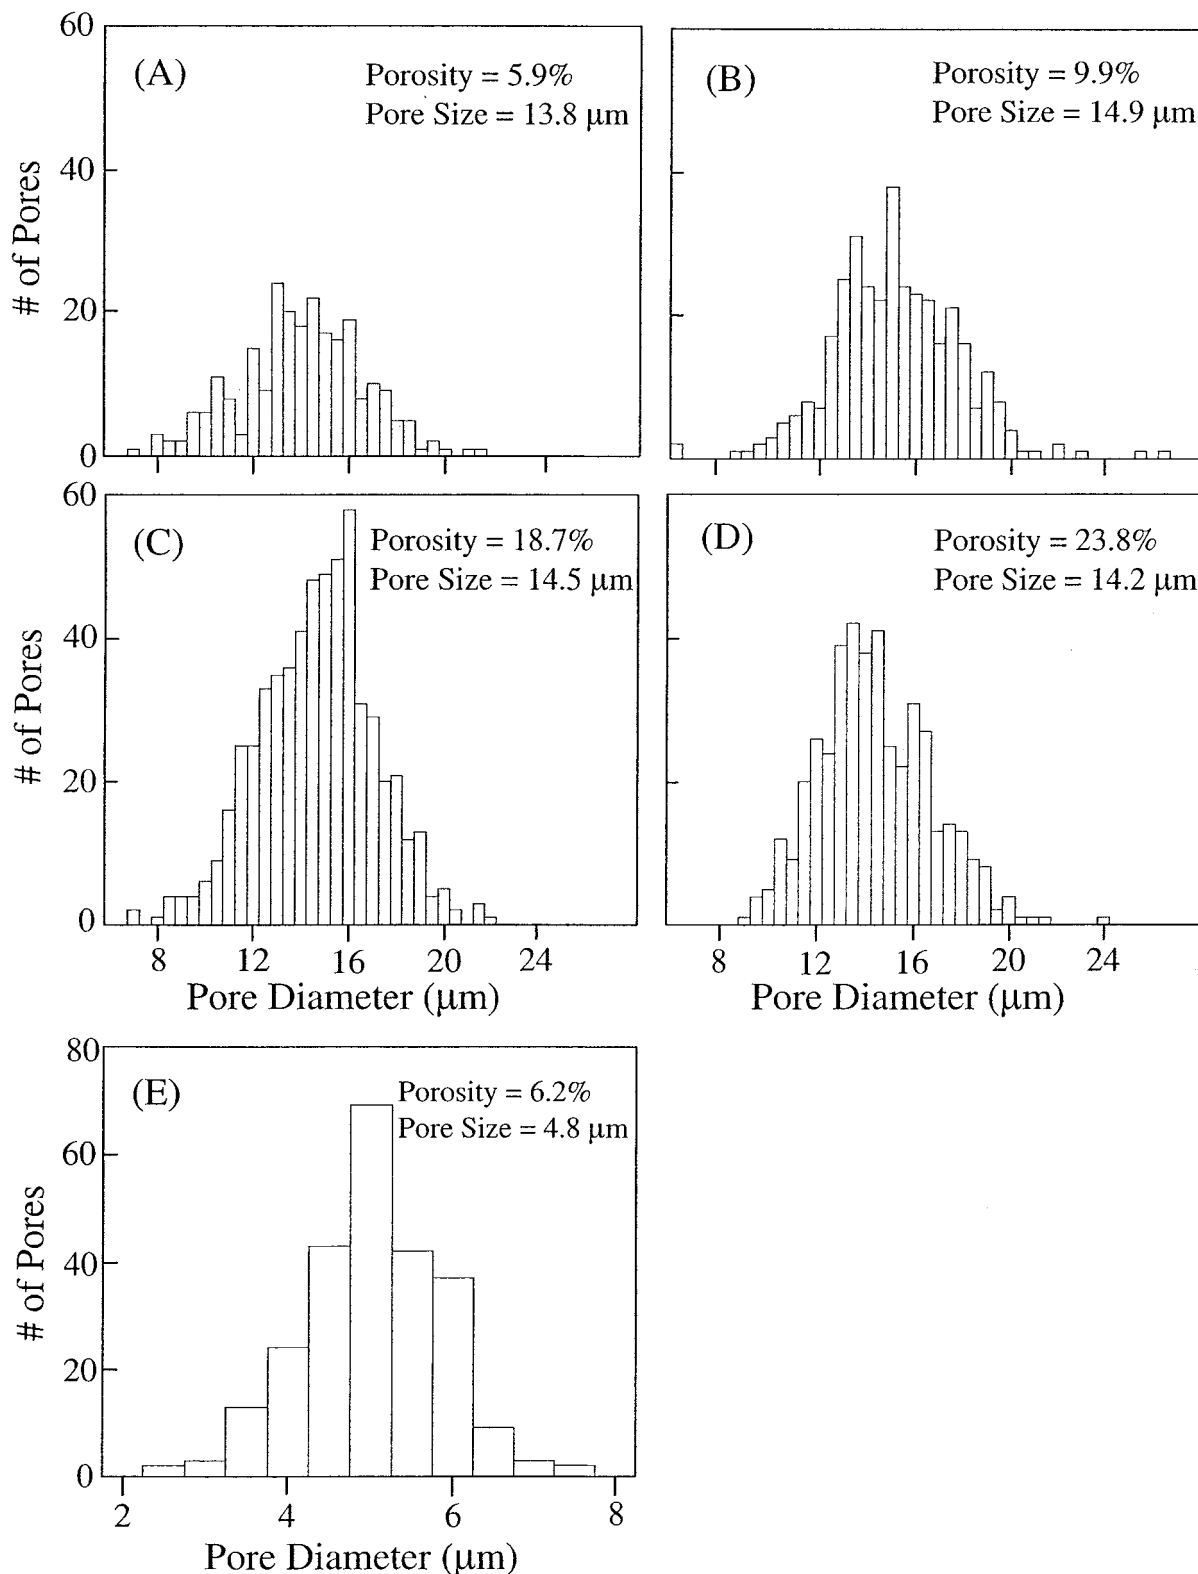 60
(A)
Porosity = 5.9%
Pore Size = 13.8 μm
40
# of Pores
20
0
(B)
Porosity = 9.9%
Pore Size = 14.9 μm
60
(C)
Porosity = 18.7%
Pore Size = 14.5 μm
40
# of Pores
20
0
8 12 16 20 24
Pore Diameter (μm)
(D)
Porosity = 23.8%
Pore Size = 14.2 μm
8 12 16 20 24
Pore Diameter (μm)
80
(E)
Porosity = 6.2%
Pore Size = 4.8 μm
60
# of Pores
40
20
0
2 4 6 8
Pore Diameter (μm)